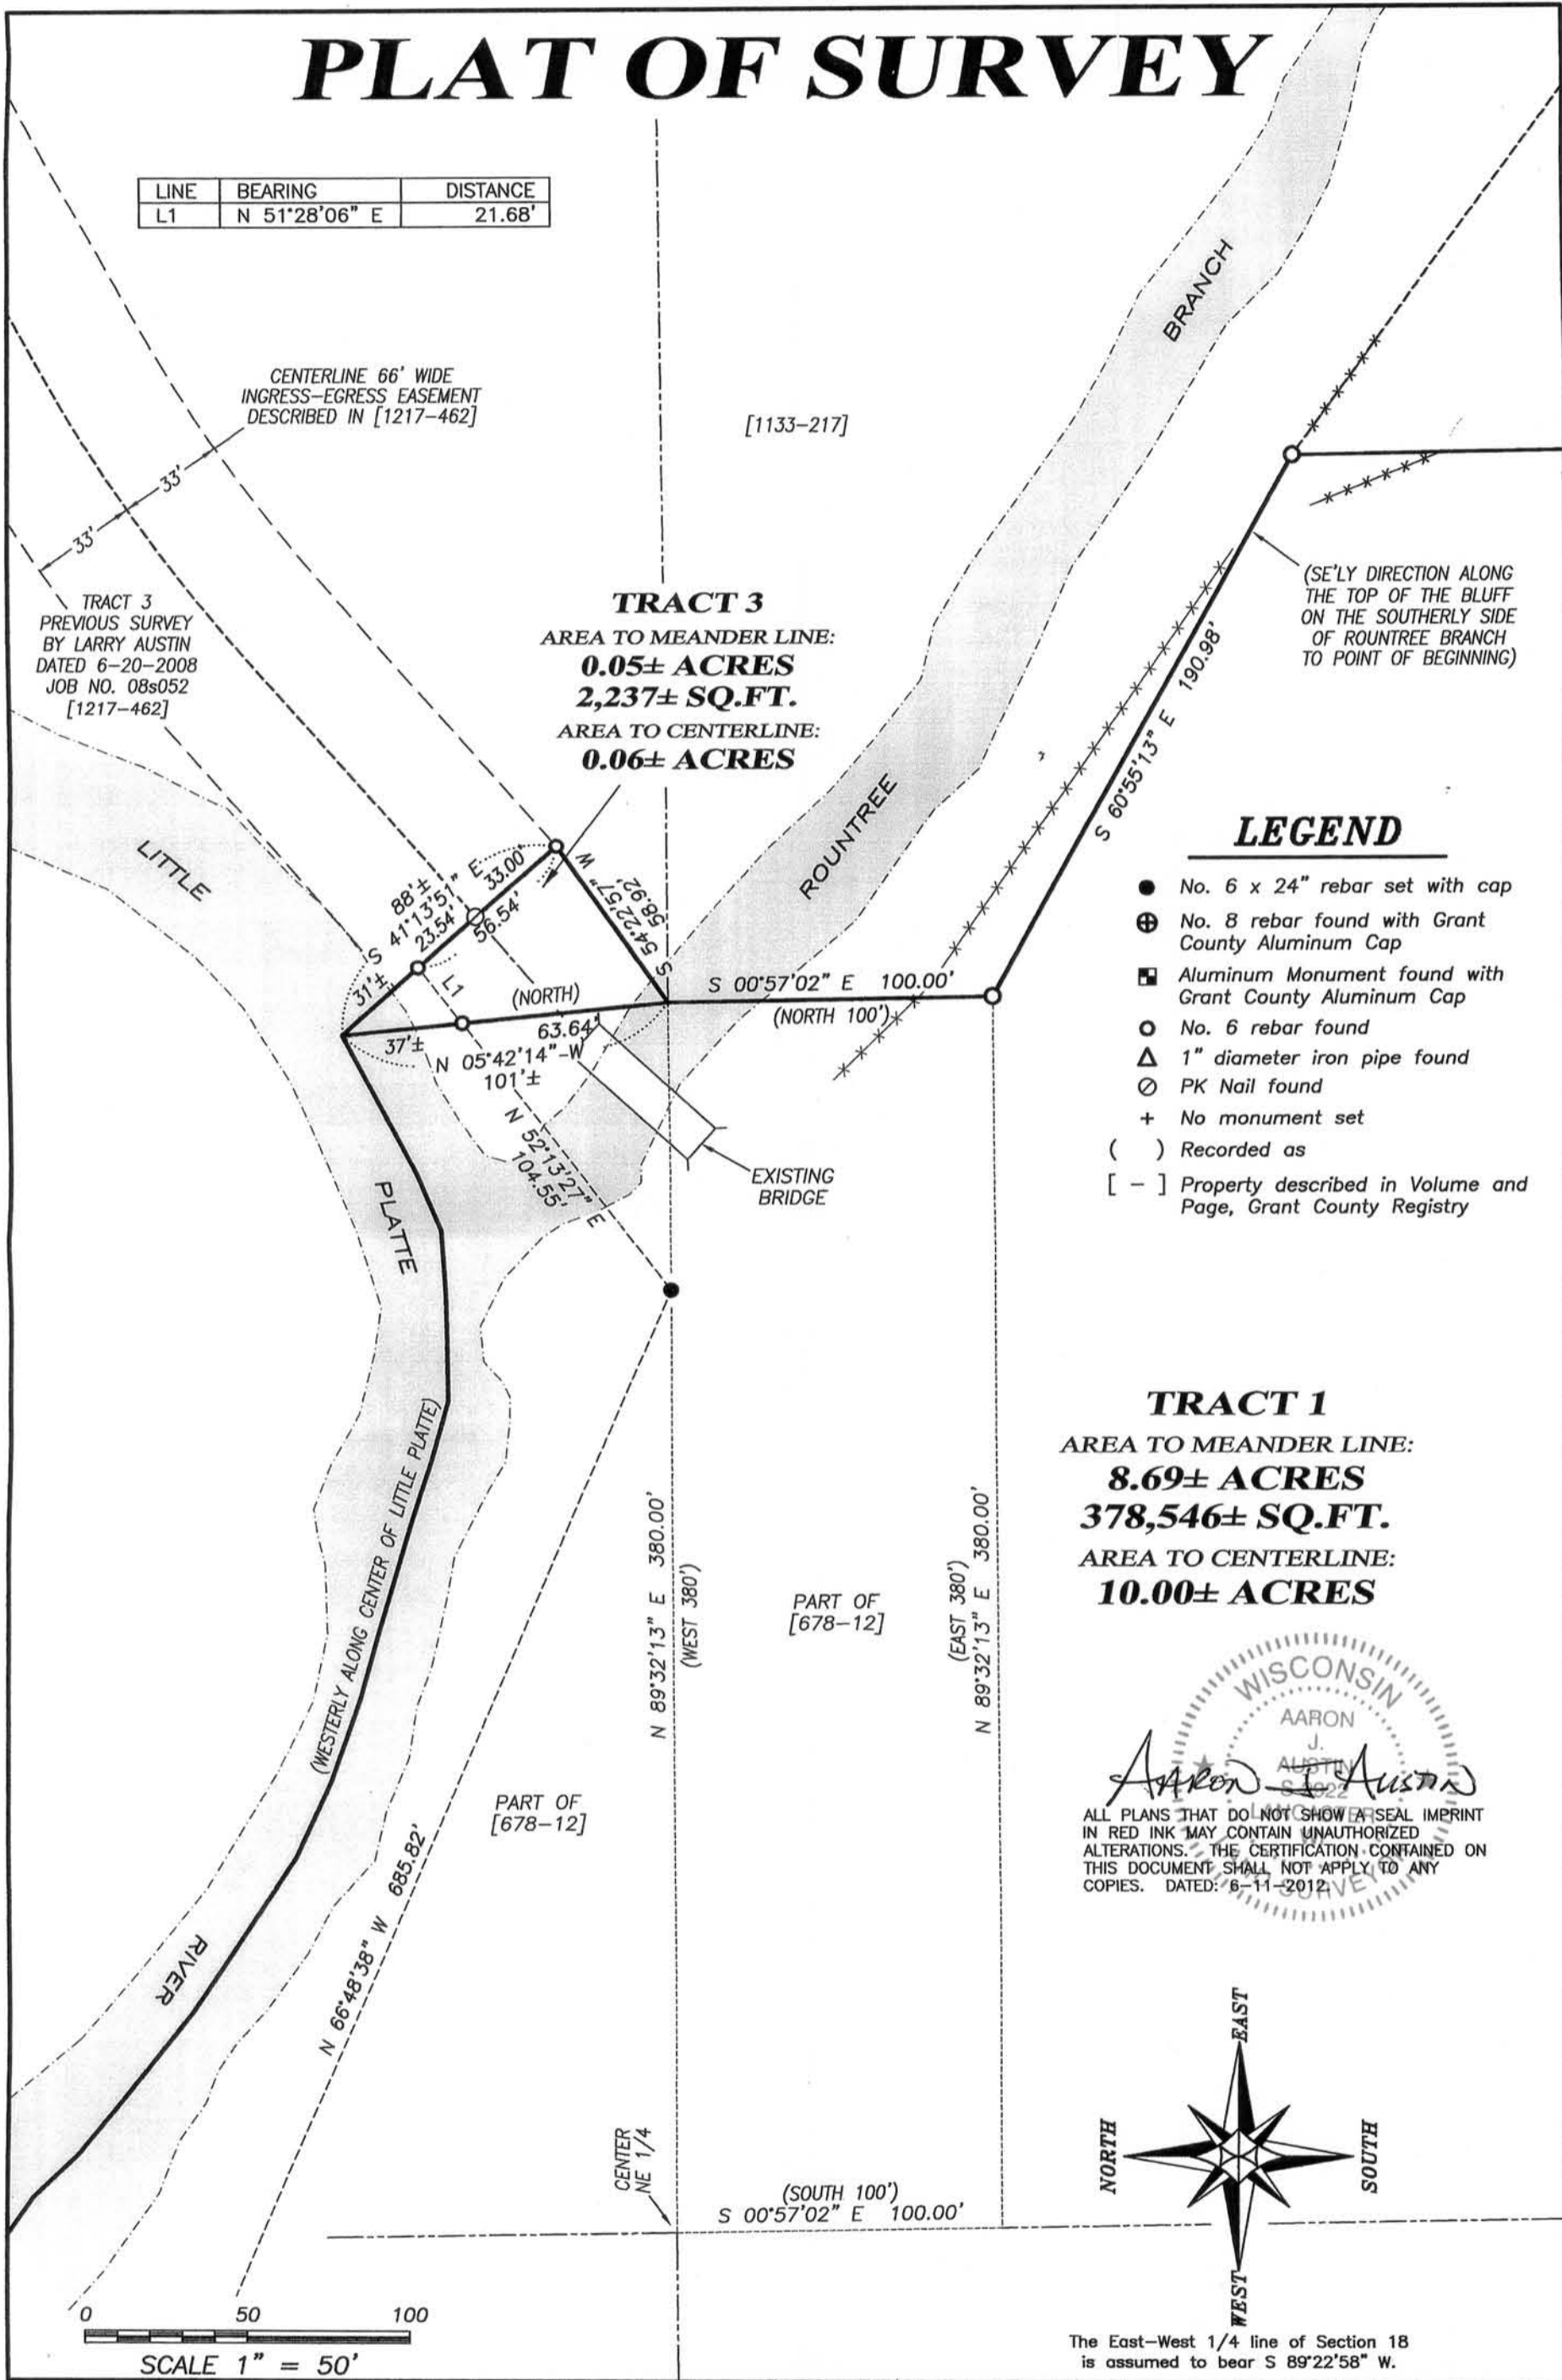 PLAT OF SURVEY
LINE BEARING DISTANCE
L1 N 51°28'06" E 21.68'
CENTERLINE 66' WIDE
INGRESS-EGRESS EASEMENT
DESCRIBED IN [1217-462]
[1133-217]
BRANCH
33'
33'
TRACT 3
PREVIOUS SURVEY
BY LARRY AUSTIN
DATED 6-20-2008
JOB NO. 08s052
[1217-462]
TRACT 3
AREA TO MEANDER LINE:
0.05± ACRES
2,237± SQ.FT.
AREA TO CENTERLINE:
0.06± ACRES
(SE'LY DIRECTION ALONG
THE TOP OF THE BLUFF
ON THE SOUTHERLY SIDE
OF ROUNTREE BRANCH
TO POINT OF BEGINNING)
S 60°55'13" E 190.98'
ROUNTREE
LITTLE
88'±
S 41°13'51" E
33.00'
23.54'
56.54'
S 54°22'57" W
58.92'
31'±
L1
(NORTH)
63.64'
37'±
N 05°42'14" W
101'±
S 00°57'02" E 100.00'
(NORTH 100')
N 52°13'27" E
104.55'
EXISTING
BRIDGE
PLATTE
LEGEND
No. 6 x 24" rebar set with cap
No. 8 rebar found with Grant
County Aluminum Cap
Aluminum Monument found with
Grant County Aluminum Cap
No. 6 rebar found
1" diameter iron pipe found
PK Nail found
+ No monument set
( ) Recorded as
[ - ] Property described in Volume and
Page, Grant County Registry
(WESTERLY ALONG CENTER OF LITTLE PLATTE)
RIVER
N 66°48'38" W 685.82'
PART OF
[678-12]
N 89°32'13" E 380.00'
(WEST 380')
PART OF
[678-12]
(EAST 380')
N 89°32'13" E 380.00'
TRACT 1
AREA TO MEANDER LINE:
8.69± ACRES
378,546± SQ.FT.
AREA TO CENTERLINE:
10.00± ACRES
WISCONSIN
AARON
J.
AUSTIN
LANCASTER
SURVEYOR
Aaron J Austin
ALL PLANS THAT DO NOT SHOW A SEAL IMPRINT
IN RED INK MAY CONTAIN UNAUTHORIZED
ALTERATIONS. THE CERTIFICATION CONTAINED ON
THIS DOCUMENT SHALL NOT APPLY TO ANY
COPIES. DATED: 6-11-2012
CENTER
NE 1/4
(SOUTH 100')
S 00°57'02" E 100.00'
EAST
NORTH
SOUTH
WEST
0 50 100
SCALE 1" = 50'
The East-West 1/4 line of Section 18
is assumed to bear S 89°22'58" W.